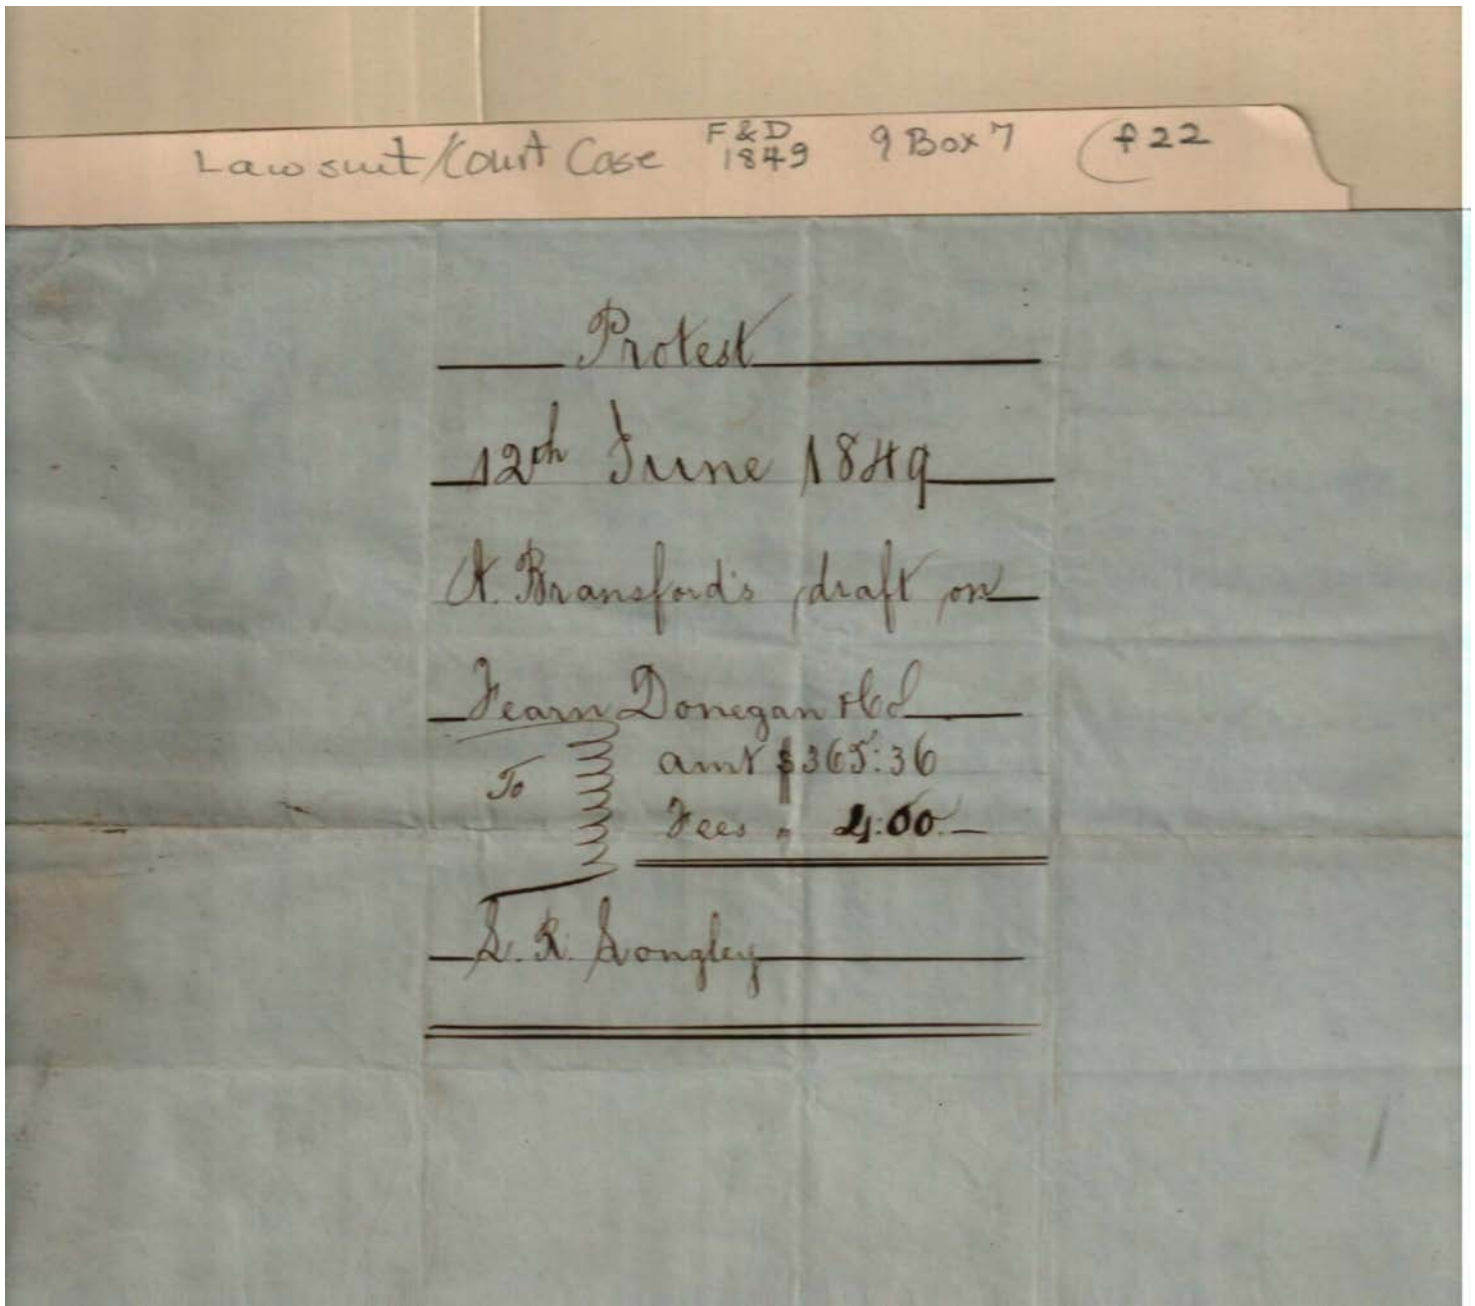 Lawsuit/Court Case F & D 1849 9 Box 7 f22
Protest
12th June 1849
A. Bransford's draft on
Fearn Donegan & Co
To
amt $365:36
Fees " 4:00
S. R. Longley